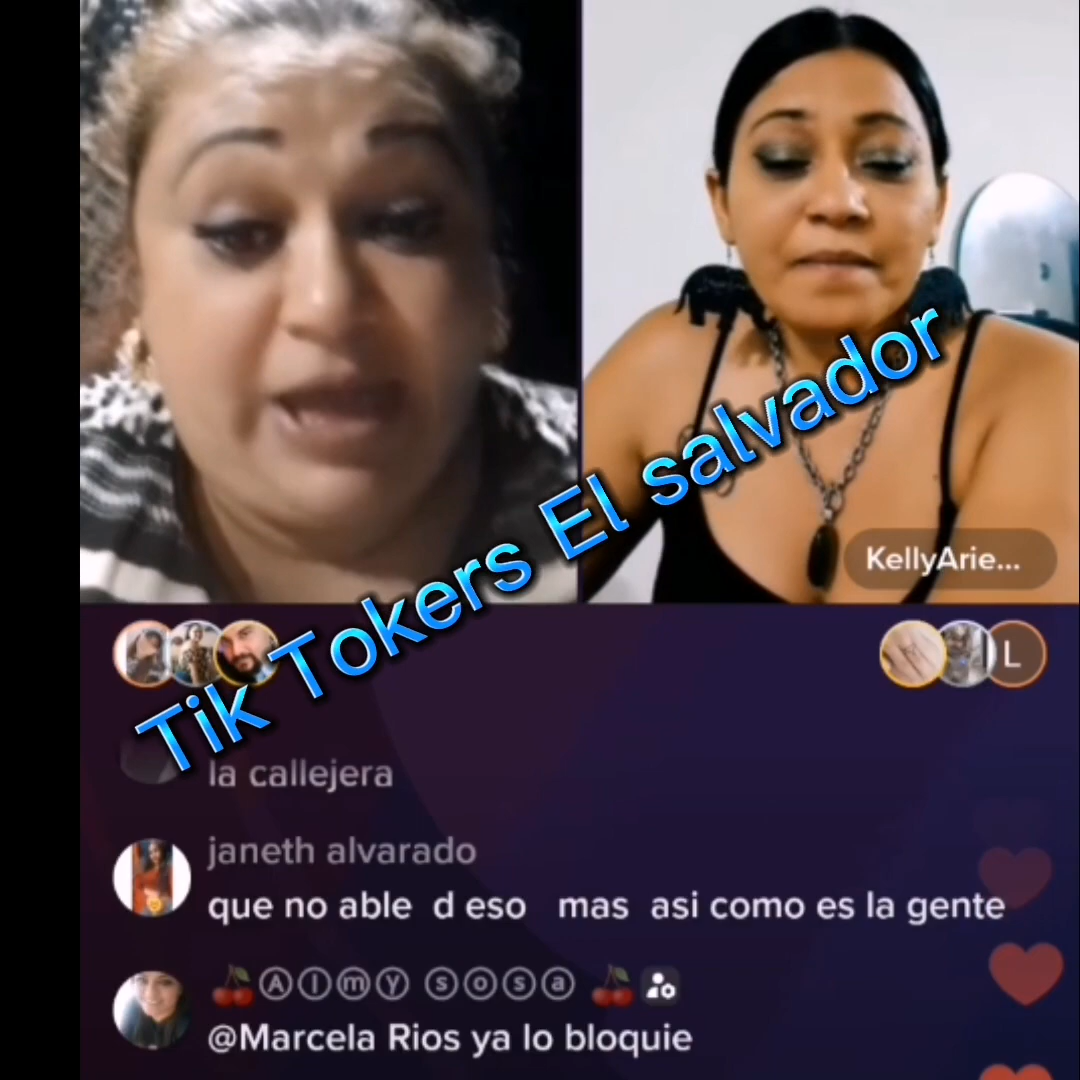 KellyArie...
Tik Tokers El salvador
L
la callejera
janeth alvarado
que no able d eso mas asi como es la gente
🍒Ⓐⓛⓜⓨ ⓢⓞⓢⓐ 🍒
@Marcela Rios ya lo bloquie